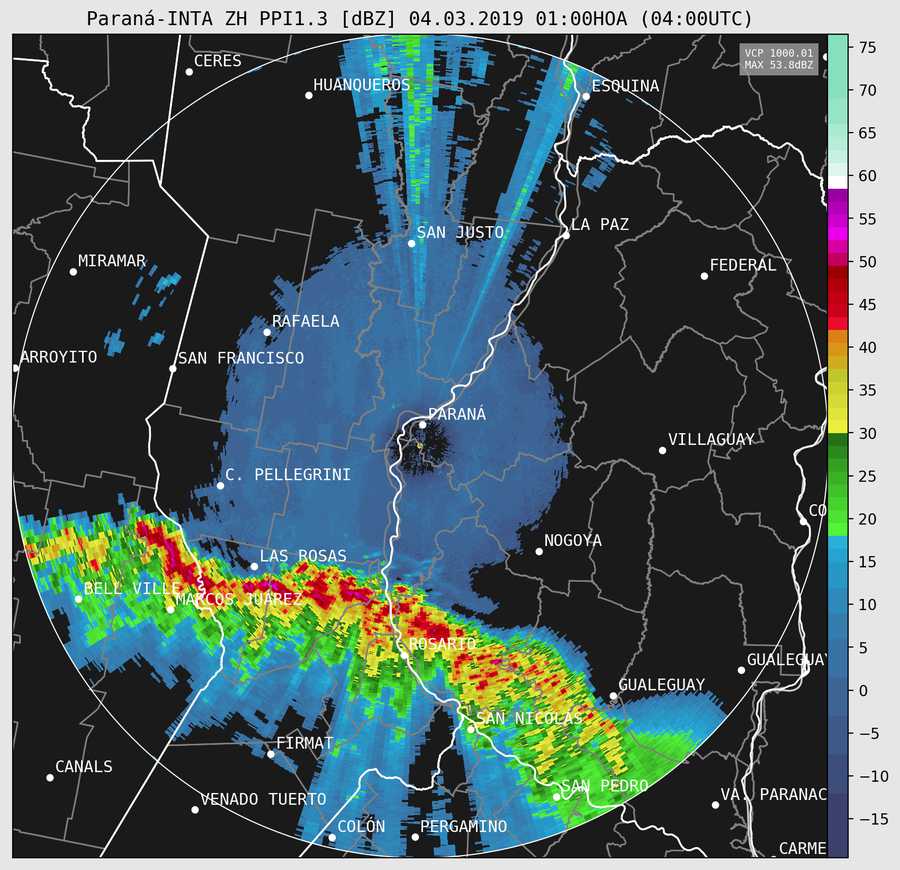 Paraná-INTA ZH PPI1.3 [dBZ] 04.03.2019 01:00HOA (04:00UTC)
VCP 1000.01
MAX 53.8dBZ
CERES
HUANQUEROS
ESQUINA
SAN JUSTO
LA PAZ
MIRAMAR
FEDERAL
RAFAELA
ARROYITO
SAN FRANCISCO
PARANÁ
VILLAGUAY
C. PELLEGRINI
CO
NOGOYA
LAS ROSAS
BELL VILLE
MARCOS JUÁREZ
ROSARIO
GUALEGUAY
GUALEGUAY
SAN NICOLÁS
FIRMAT
CANALS
SAN PEDRO
VENADO TUERTO
PARANAC
COLÓN
PERGAMINO
CARME
75
70
65
60
55
50
45
40
35
30
25
20
15
10
5
0
−5
−10
−15